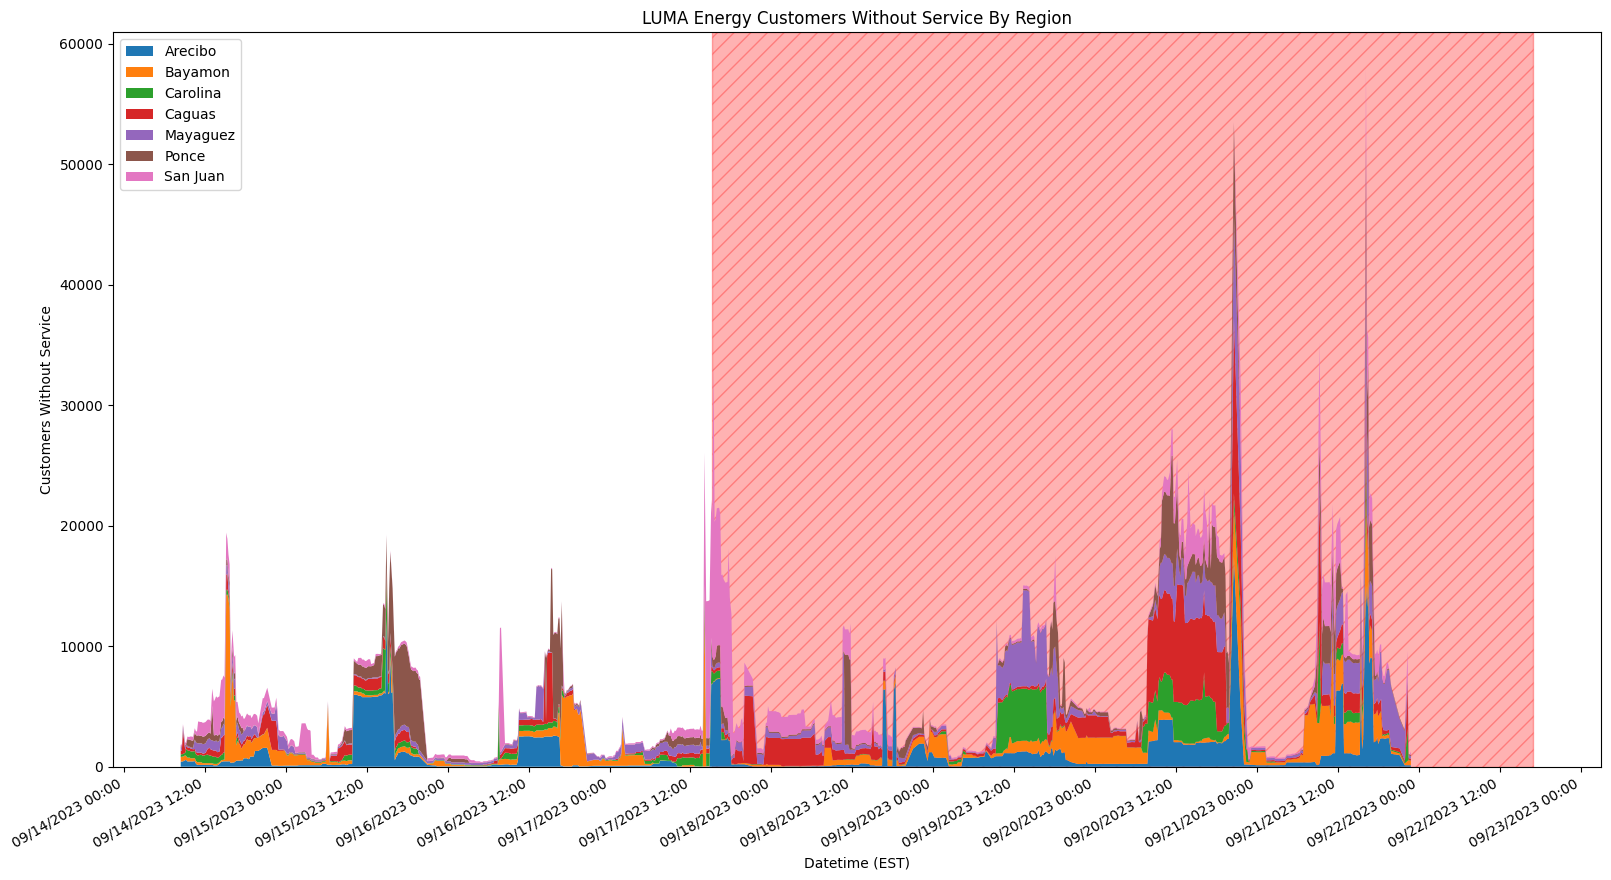 LUMA Energy Customers Without Service By Region
60000
50000
40000
30000
20000
10000
0
Customers Without Service
Arecibo
Bayamon
Carolina
Caguas
Mayaguez
Ponce
San Juan
09/14/2023 00:00
09/14/2023 12:00
09/15/2023 00:00
09/15/2023 12:00
09/16/2023 00:00
09/16/2023 12:00
09/17/2023 00:00
09/17/2023 12:00
09/18/2023 00:00
09/18/2023 12:00
09/19/2023 00:00
09/19/2023 12:00
09/20/2023 00:00
09/20/2023 12:00
09/21/2023 00:00
09/21/2023 12:00
09/22/2023 00:00
09/22/2023 12:00
09/23/2023 00:00
Datetime (EST)